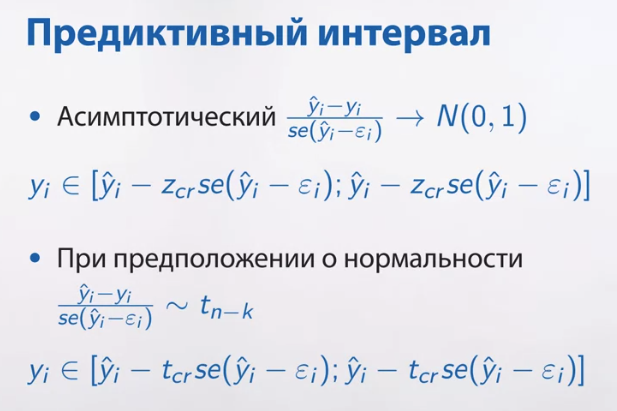 Предиктивный интервал
• Асимптотический $\frac{\hat{y}_i - y_i}{se(\hat{y}_i - \varepsilon_i)} \to N(0, 1)$
$y_i \in [\hat{y}_i - z_{cr} se(\hat{y}_i - \varepsilon_i); \hat{y}_i - z_{cr} se(\hat{y}_i - \varepsilon_i)]$
• При предположении о нормальности
$\frac{\hat{y}_i - y_i}{se(\hat{y}_i - \varepsilon_i)} \sim t_{n-k}$
$y_i \in [\hat{y}_i - t_{cr} se(\hat{y}_i - \varepsilon_i); \hat{y}_i - t_{cr} se(\hat{y}_i - \varepsilon_i)]$